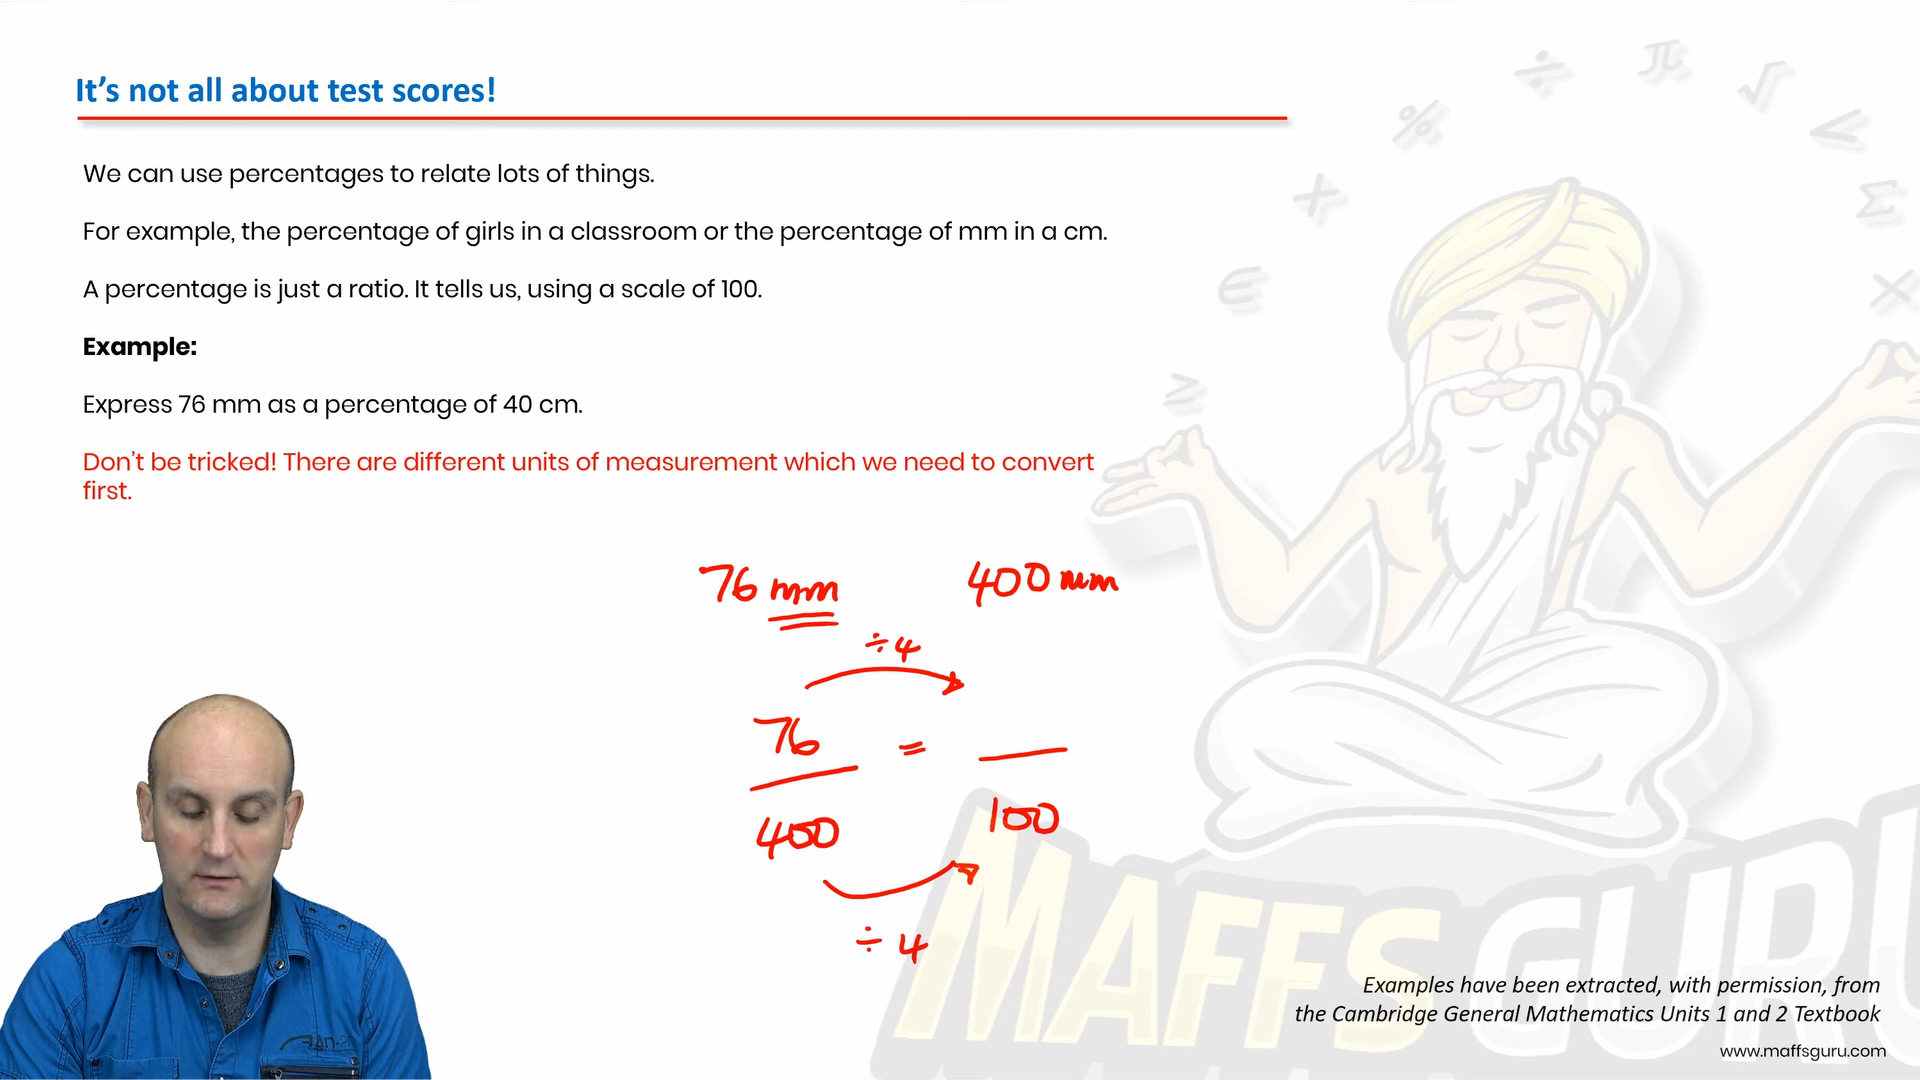 It’s not all about test scores!
We can use percentages to relate lots of things.
For example, the percentage of girls in a classroom or the percentage of mm in a cm.
A percentage is just a ratio. It tells us, using a scale of 100.
Example:
Express 76 mm as a percentage of 40 cm.
Don’t be tricked! There are different units of measurement which we need to convert
first.
76 mm 400 mm
÷4
76 =
400 100
÷4
MAFFS GURU
Examples have been extracted, with permission, from
the Cambridge General Mathematics Units 1 and 2 Textbook
www.maffsguru.com
% ÷ π √ < + Σ € × ≥